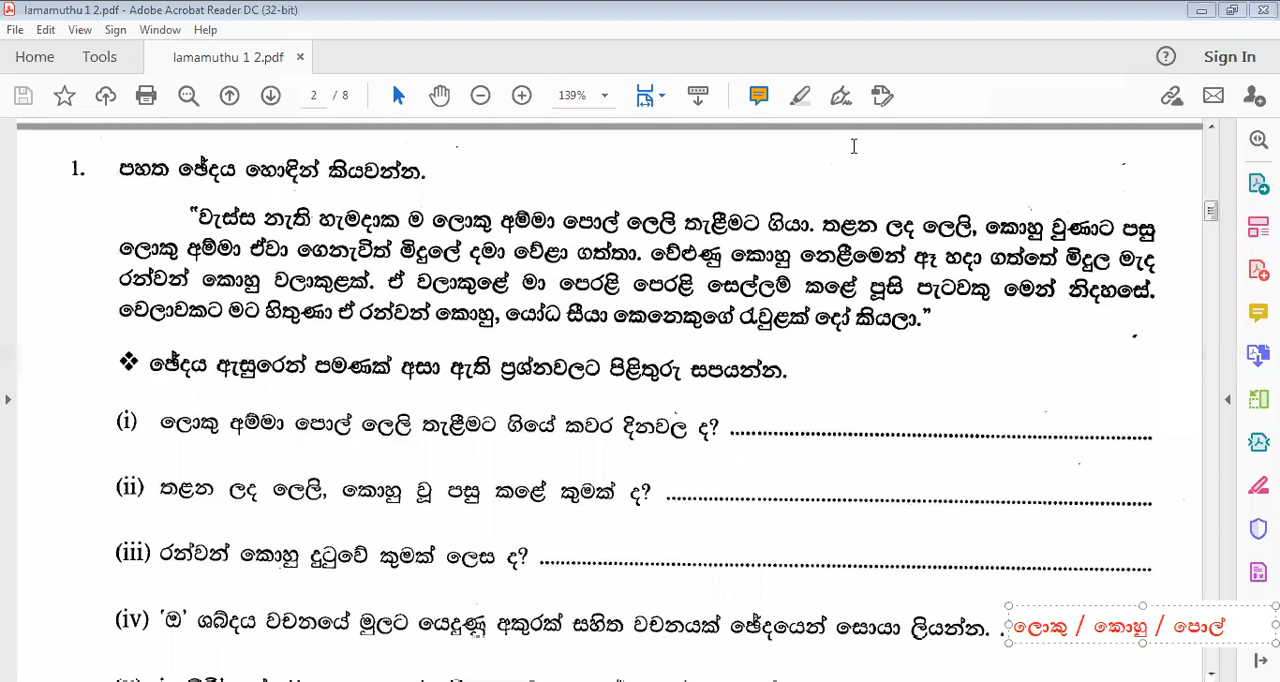 lamamuthu 1 2.pdf - Adobe Acrobat Reader DC (32-bit)
File Edit View Sign Window Help
Home Tools lamamuthu 1 2.pdf × Sign In
2 / 8 139%
1. පහත ඡේදය හොඳින් කියවන්න.
“වැස්ස නැති හැමදාක ම ලොකු අම්මා පොල් ලෙලි තැළීමට ගියා. තළන ලද ලෙලි, කොහු වුණාට පසු
ලොකු අම්මා ඒවා ගෙනැවිත් මිදුලේ දමා වේළා ගත්තා. වේළුණු කොහු නෙළීමෙන් ඈ හදා ගත්තේ මිදුල මැද
රන්වන් කොහු වලාකුළක්. ඒ වලාකුළේ මා පෙරළි පෙරළි සෙල්ලම් කළේ පූසි පැටවකු මෙන් නිදහසේ.
වෙලාවකට මට හිතුණා ඒ රන්වන් කොහු, යෝධ සීයා කෙනෙකුගේ රැවුළක් දෝ කියලා.”
❖ ඡේදය ඇසුරෙන් පමණක් අසා ඇති ප්‍රශ්නවලට පිළිතුරු සපයන්න.
(i) ලොකු අම්මා පොල් ලෙලි තැළීමට ගියේ කවර දිනවල ද? ........................................
(ii) තළන ලද ලෙලි, කොහු වූ පසු කළේ කුමක් ද? ........................................
(iii) රන්වන් කොහු දුටුවේ කුමක් ලෙස ද? ........................................
(iv) ‘ඔ’ ශබ්දය වචනයේ මුලට යෙදුණු අකුරක් සහිත වචනයක් ඡේදයෙන් සොයා ලියන්න. . ලොකු / කොහු / පොල්